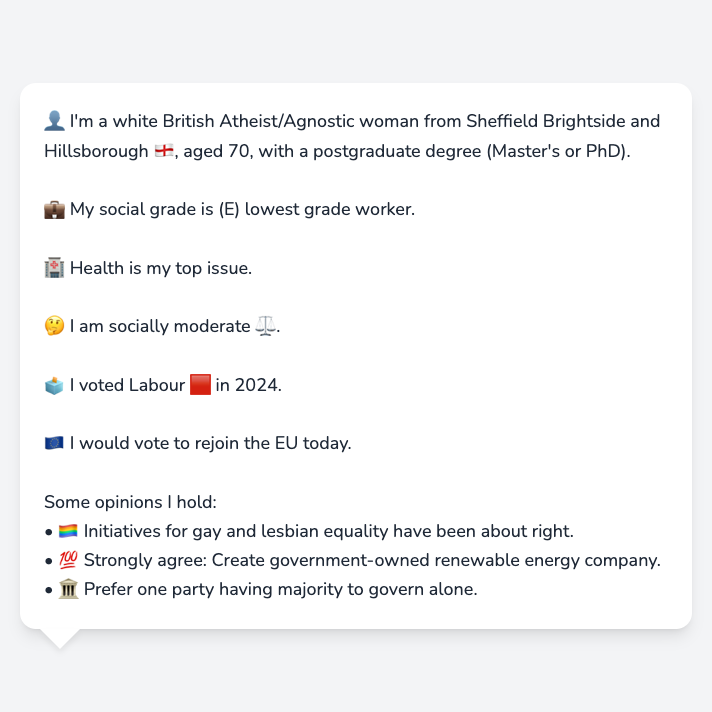 👤 I'm a white British Atheist/Agnostic woman from Sheffield Brightside and
Hillsborough 🏴󠁧󠁢󠁥󠁮󠁧󠁿, aged 70, with a postgraduate degree (Master's or PhD).
💼 My social grade is (E) lowest grade worker.
🏥 Health is my top issue.
🤔 I am socially moderate ⚖️.
🗳️ I voted Labour 🟥 in 2024.
🇪🇺 I would vote to rejoin the EU today.
Some opinions I hold:
• 🏳️‍🌈 Initiatives for gay and lesbian equality have been about right.
• 💯 Strongly agree: Create government-owned renewable energy company.
• 🏛️ Prefer one party having majority to govern alone.